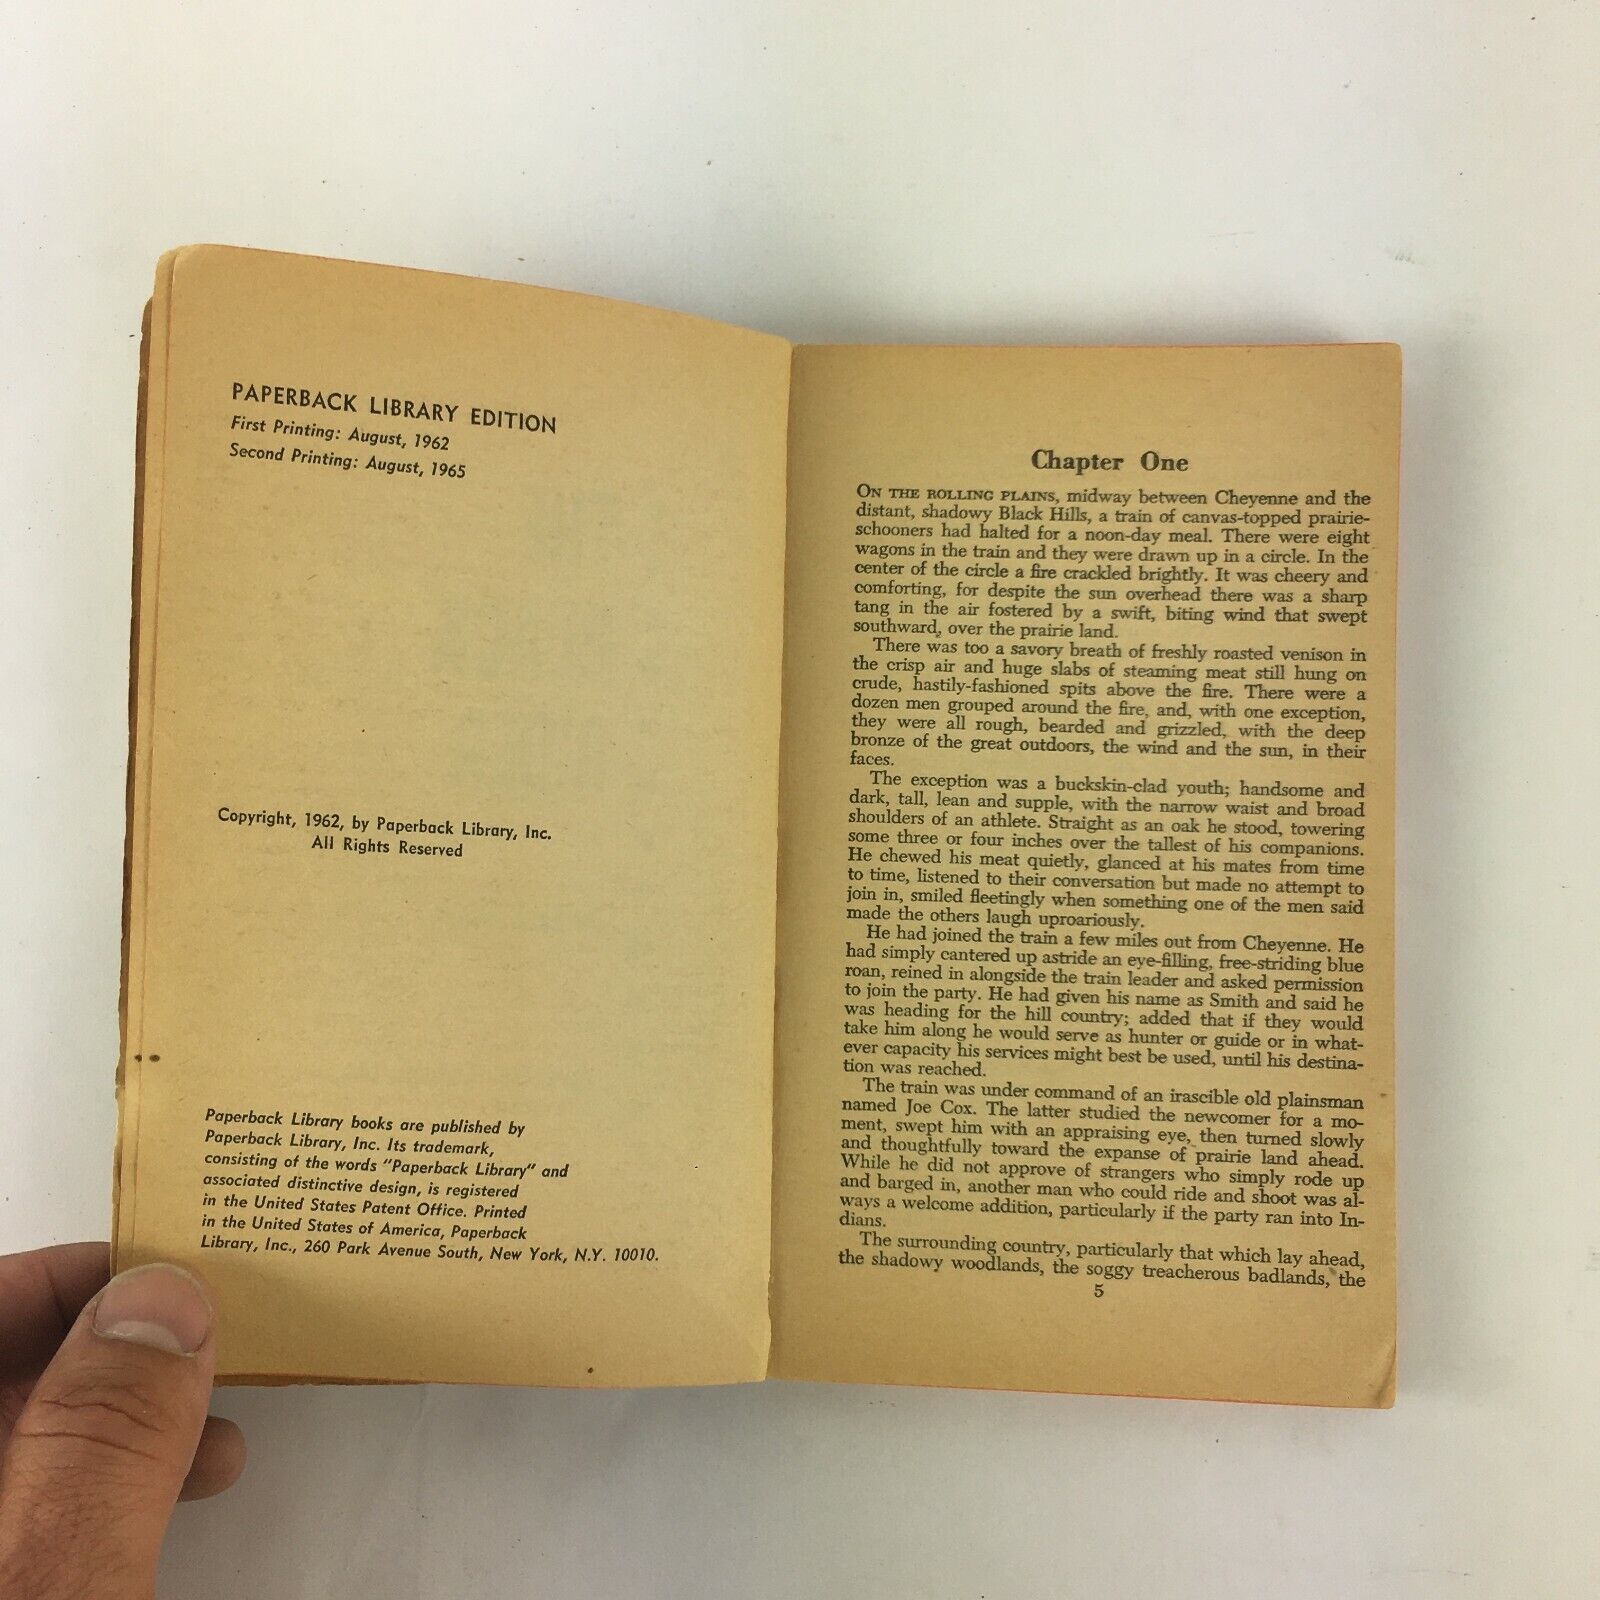 PAPERBACK LIBRARY EDITION
First Printing: August, 1962
Second Printing: August, 1965
Copyright, 1962, by Paperback Library, Inc.
All Rights Reserved
Paperback Library books are published by
Paperback Library, Inc. Its trademark,
consisting of the words "Paperback Library" and
associated distinctive design, is registered
in the United States Patent Office. Printed
in the United States of America, Paperback
Library, Inc., 260 Park Avenue South, New York, N.Y. 10010.
Chapter One
ON THE ROLLING PLAINS, midway between Cheyenne and the
distant, shadowy Black Hills, a train of canvas-topped prairie-
schooners had halted for a noon-day meal. There were eight
wagons in the train and they were drawn up in a circle. In the
center of the circle a fire crackled brightly. It was cheery and
comforting, for despite the sun overhead there was a sharp
tang in the air fostered by a swift, biting wind that swept
southward, over the prairie land.
There was too a savory breath of freshly roasted venison in
the crisp air and huge slabs of steaming meat still hung on
crude, hastily-fashioned spits above the fire. There were a
dozen men grouped around the fire, and, with one exception,
they were all rough, bearded and grizzled, with the deep
bronze of the great outdoors, the wind and the sun, in their
faces.
The exception was a buckskin-clad youth; handsome and
dark, tall, lean and supple, with the narrow waist and broad
shoulders of an athlete. Straight as an oak he stood, towering
some three or four inches over the tallest of his companions.
He chewed his meat quietly, glanced at his mates from time
to time, listened to their conversation but made no attempt to
join in, smiled fleetingly when something one of the men said
made the others laugh uproariously.
He had joined the train a few miles out from Cheyenne. He
had simply cantered up astride an eye-filling, free-striding blue
roan, reined in alongside the train leader and asked permission
to join the party. He had given his name as Smith and said he
was heading for the hill country; added that if they would
take him along he would serve as hunter or guide or in what-
ever capacity his services might best be used, until his destina-
tion was reached.
The train was under command of an irascible old plainsman
named Joe Cox. The latter studied the newcomer for a mo-
ment, swept him with an appraising eye, then turned slowly
and thoughtfully toward the expanse of prairie land ahead.
While he did not approve of strangers who simply rode up
and barged in, another man who could ride and shoot was al-
ways a welcome addition, particularly if the party ran into In-
dians.
The surrounding country, particularly that which lay ahead,
the shadowy woodlands, the soggy treacherous badlands, the
5